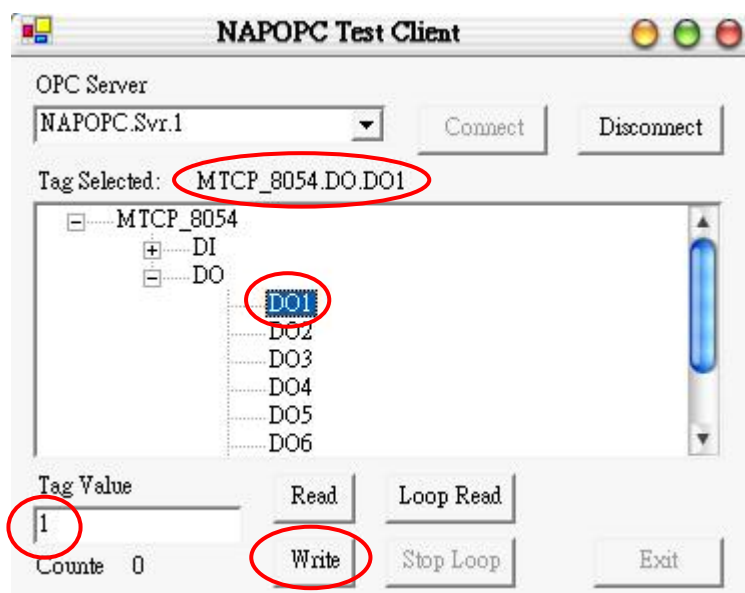 NAPOPC Test Client
OPC Server
NAPOPC.Svr.1 Connect Disconnect
Tag Selected: MTCP_8054.DO.DO1
MTCP_8054
DI
DO
DO1
DO2
DO3
DO4
DO5
DO6
Tag Value
Read Loop Read
1
Counte 0 Write Stop Loop Exit